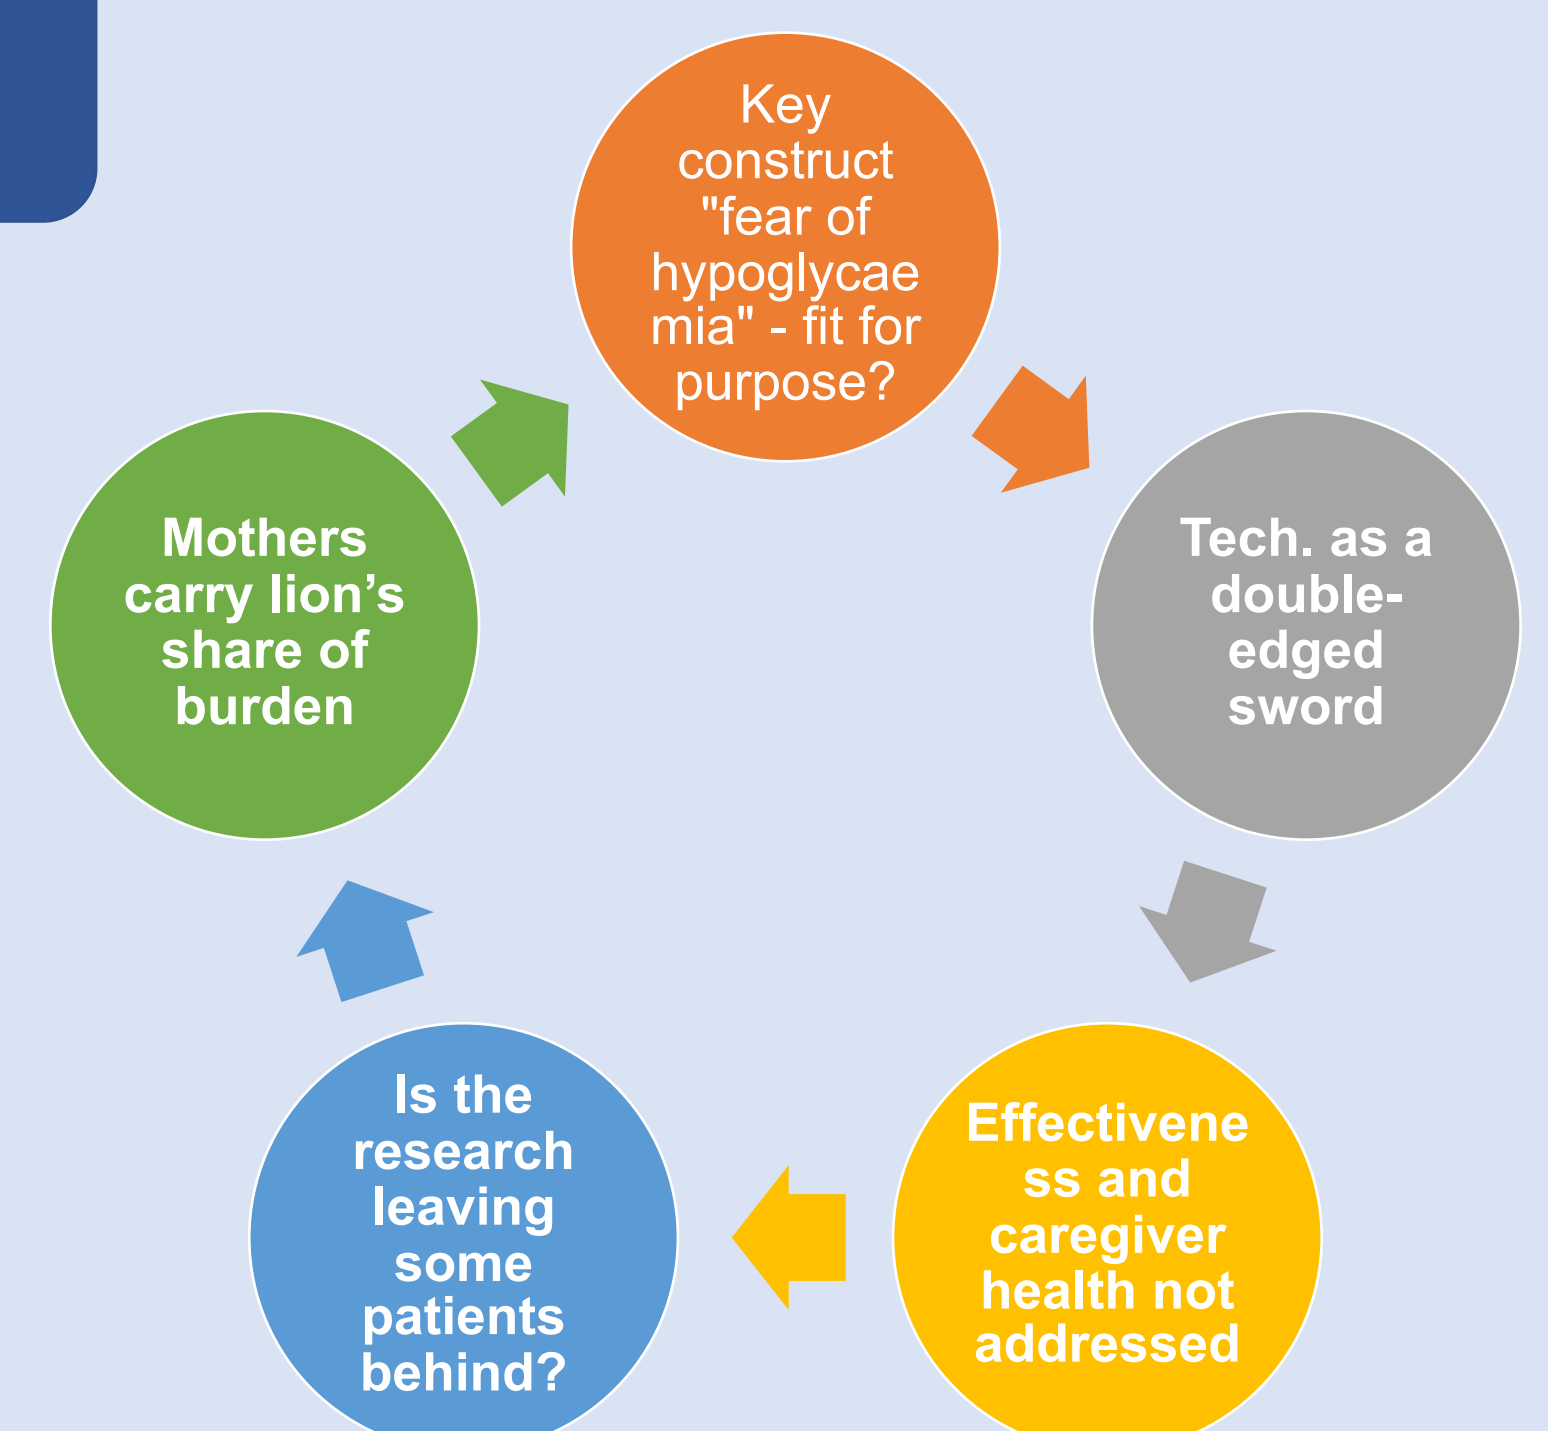 Key
construct
"fear of
hypoglycae
mia" - fit for
purpose?
Tech. as a
double-
edged
sword
Effectivene
ss and
caregiver
health not
addressed
Is the
research
leaving
some
patients
behind?
Mothers
carry lion’s
share of
burden